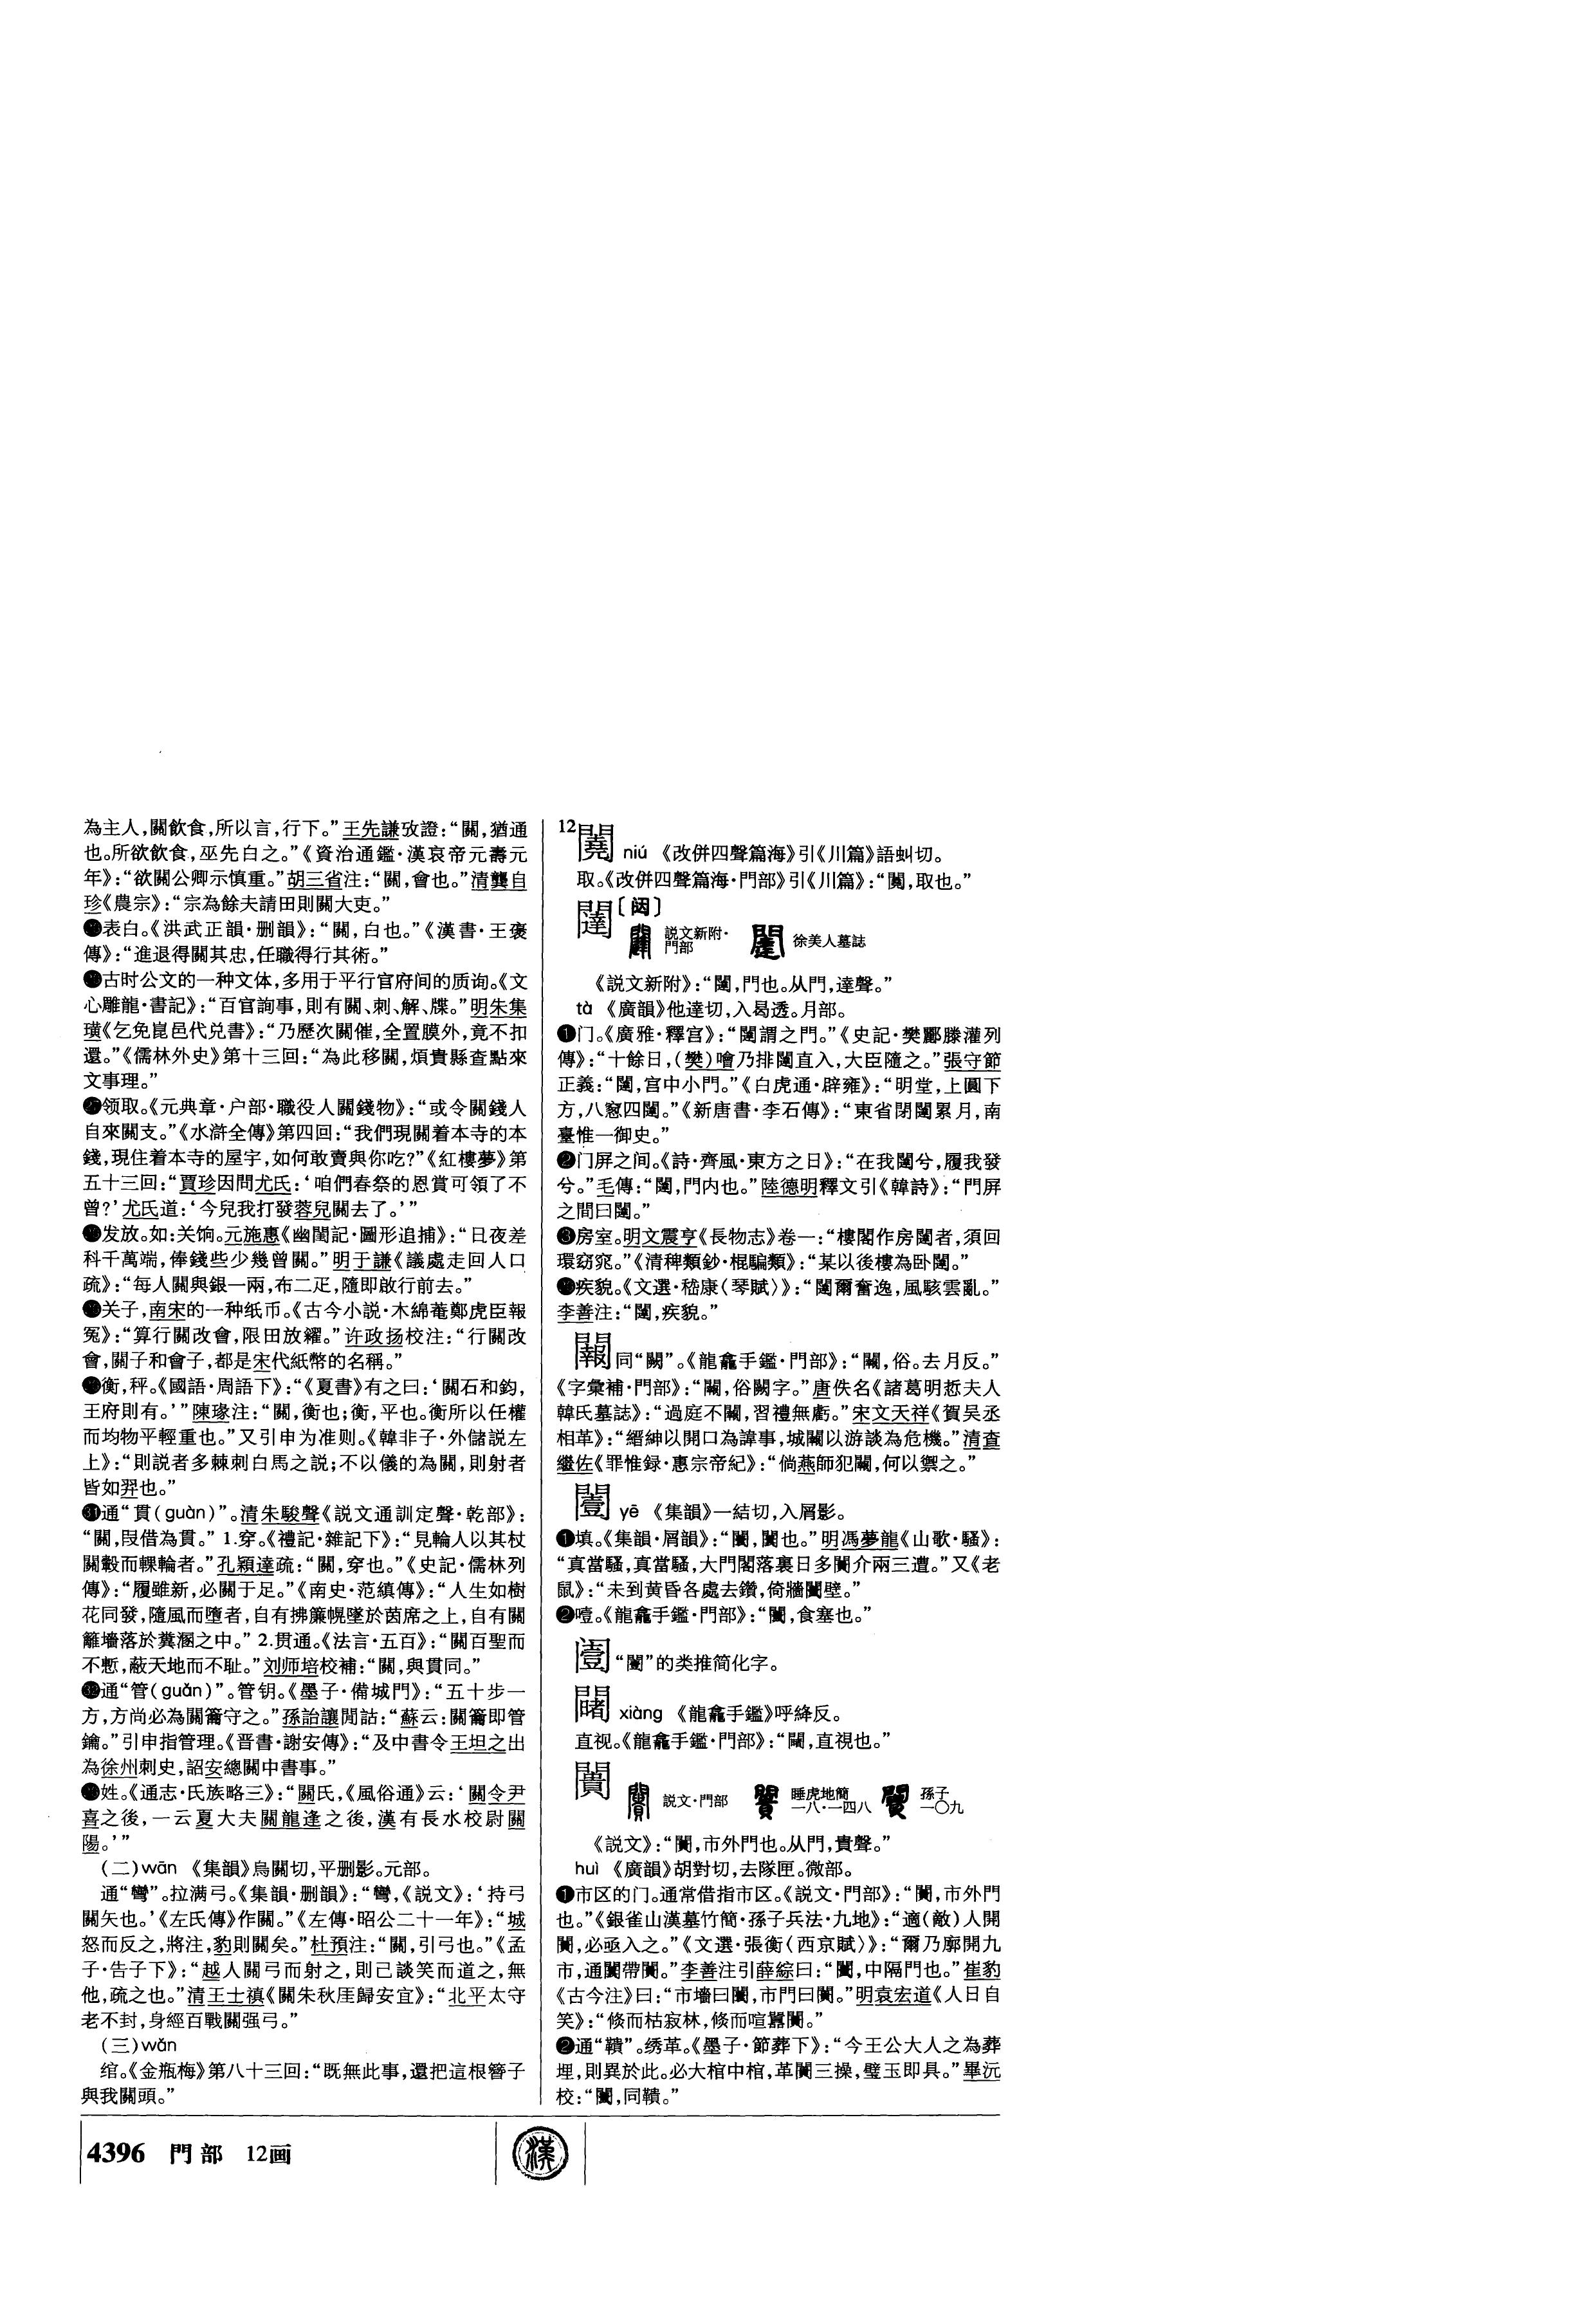 為主人，關飲食，所以言，行下。”王先謙攷證：“關，猶通
也。所欲飲食，巫先白之。”《資治通鑑·漢哀帝元壽元
年》：“欲關公卿示慎重。”胡三省注：“關，會也。”清龔自
珍《農宗》：“宗為餘夫請田則關大吏。”
表白。《洪武正韻·刪韻》：“關，白也。”《漢書·王褒
傳》：“進退得關其忠，任職得行其術。”
古时公文的一种文体，多用于平行官府间的质询。《文
心雕龍·書記》：“百官詢事，則有關、刺、解、牒。”明朱集
璜《乞免崑邑代兑書》：“乃歷次關催，全置膜外，竟不扣
還。”《儒林外史》第十三回：“為此移關，煩貴縣查點來
文事理。”
领取。《元典章·户部·職役人關錢物》：“或令關錢人
自來關支。”《水滸全傳》第四回：“我們現關着本寺的本
錢，現住着本寺的屋宇，如何敢賣與你吃?”《紅樓夢》第
五十三回：“賈珍因問尤氏：‘咱們春祭的恩賞可領了不
曾?’尤氏道：‘今兒我打發蓉兒關去了。’”
发放。如：关饷。元施惠《幽閨記·圖形追捕》：“日夜差
科千萬端，俸錢些少幾曾關。”明于謙《議處走回人口
疏》：“每人關與銀一兩，布二疋，隨即啟行前去。”
关子，南宋的一种纸币。《古今小説·木綿菴鄭虎臣報
冤》：“算行關改會，限田放糴。”许政扬校注：“行關改
會，關子和會子，都是宋代紙幣的名稱。”
衡，秤。《國語·周語下》：“《夏書》有之曰：‘關石和鈞，
王府則有。’”陳瑑注：“關，衡也；衡，平也。衡所以任權
而均物平輕重也。”又引申为准则。《韓非子·外儲説左
上》：“則説者多棘刺白馬之説；不以儀的為關，則射者
皆如羿也。”
㉛通“貫(guàn)”。清朱駿聲《説文通訓定聲·乾部》：
“關，叚借為貫。” 1.穿。《禮記·雜記下》：“見輪人以其杖
關轂而輠輪者。”孔穎達疏：“關，穿也。”《史記·儒林列
傳》：“履雖新，必關于足。”《南史·范縝傳》：“人生如樹
花同發，隨風而墮者，自有拂簾幌墜於茵席之上，自有關
籬墻落於糞溷之中。” 2.贯通。《法言·五百》：“關百聖而
不慙，蔽天地而不耻。”刘师培校補：“關，與貫同。”
㉜通“管(guǎn)”。管钥。《墨子·備城門》：“五十步一
方，方尚必為關籥守之。”孫詒讓閒詁：“蘇云：關籥即管
鑰。”引申指管理。《晋書·謝安傳》：“及中書令王坦之出
為徐州刺史，詔安總關中書事。”
姓。《通志·氏族略三》：“關氏，《風俗通》云：‘關令尹
喜之後，一云夏大夫關龍逢之後，漢有長水校尉關
陽。’”
(二)wān 《集韻》烏關切，平删影。元部。
通“彎”。拉满弓。《集韻·刪韻》：“彎，《説文》：‘持弓
關矢也。’《左氏傳》作關。”《左傳·昭公二十一年》：“城
怒而反之，將注，豹則關矣。”杜預注：“關，引弓也。”《孟
子·告子下》：“越人關弓而射之，則已談笑而道之，無
他，疏之也。”清王士禛《關朱秋厓歸安宜》：“北平太守
老不封，身經百戰關强弓。”
(三)wǎn
绾。《金瓶梅》第八十三回：“既無此事，還把這根簪子
與我關頭。”
12
niú 《改併四聲篇海》引《川篇》語虯切。
取。《改併四聲篇海·門部》引《川篇》：“，取也。”
闥〔闼〕
説文新附·門部 徐美人墓誌
《説文新附》：“闥，門也。从門，達聲。”
tà 《廣韻》他達切，入曷透。月部。
❶门。《廣雅·釋宫》：“闥謂之門。”《史記·樊酈滕灌列
傳》：“十餘日，(樊)噲乃排闥直入，大臣隨之。”張守節
正義：“闥，宫中小門。”《白虎通·辟雍》：“明堂，上圓下
方，八窻四闥。”《新唐書·李石傳》：“東省閉闥累月，南
臺惟一御史。”
❷门屏之间。《詩·齊風·東方之日》：“在我闥兮，履我發
兮。”毛傳：“闥，門内也。”陸德明釋文引《韓詩》：“門屏
之間曰闥。”
❸房室。明文震亨《長物志》卷一：“樓閣作房闥者，須回
環窈窕。”《清稗類鈔·棍騙類》：“某以後樓為卧闥。”
❹疾貌。《文選·嵇康〈琴賦〉》：“闥爾奮逸，風駭雲亂。”
李善注：“闥，疾貌。”
同“闕”。《龍龕手鑑·門部》：“，俗。去月反。”
《字彙補·門部》：“，俗闕字。”唐佚名《諸葛明悊夫人
韓氏墓誌》：“過庭不，習禮無虧。”宋文天祥《賀吴丞
相革》：“縉紳以開口為諱事，城以游談為危機。”清查
繼佐《罪惟録·惠宗帝紀》：“倘燕師犯，何以禦之。”
yē 《集韻》一結切，入屑影。
❶填。《集韻·屑韻》：“，闐也。”明馮夢龍《山歌·騷》：
“真當騷，真當騷，大門閣落裏日多介兩三遭。”又《老
鼠》：“未到黄昏各處去鑽，倚牆壁。”
❷噎。《龍龕手鑑·門部》：“，食塞也。”
“”的类推简化字。
xiàng 《龍龕手鑑》呼絳反。
直视。《龍龕手鑑·門部》：“，直視也。”
闠
説文·門部 睡虎地簡一八·一四八 孫子一〇九
《説文》：“闠，市外門也。从門，貴聲。”
huì 《廣韻》胡對切，去隊匣。微部。
❶市区的门。通常借指市区。《説文·門部》：“闠，市外門
也。”《銀雀山漢墓竹簡·孫子兵法·九地》：“適(敵)人開
闠，必亟入之。”《文選·張衡〈西京賦〉》：“爾乃廓開九
市，通闤帶闠。”李善注引薛綜曰：“闠，中隔門也。”崔豹
《古今注》曰：“市墻曰闤，市門曰闠。”明袁宏道《人日自
笑》：“倏而枯寂林，倏而喧囂闠。”
❷通“鞼”。绣革。《墨子·節葬下》：“今王公大人之為葬
埋，則異於此。必大棺中棺，革闠三操，璧玉即具。”畢沅
校：“闠，同鞼。”
4396 門部 12画
漢